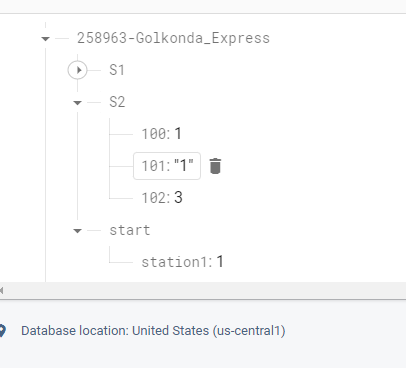 258963-Golkonda_Express
S1
S2
100: 1
101: "1"
102: 3
start
station1: 1
Database location: United States (us-central1)